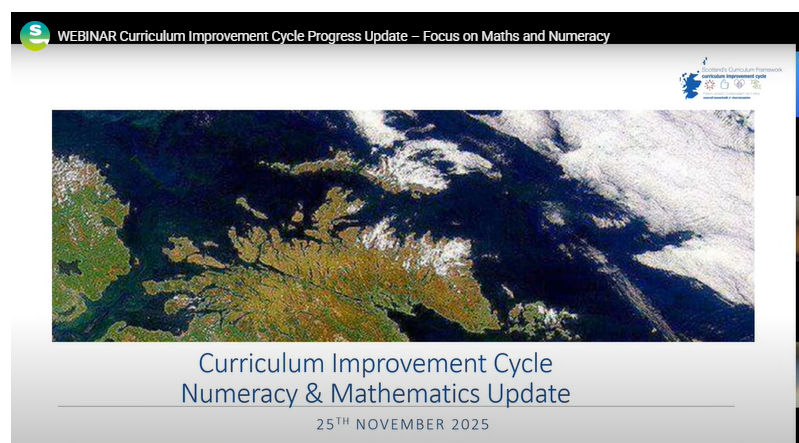 WEBINAR Curriculum Improvement Cycle Progress Update – Focus on Maths and Numeracy
Scotland's Curriculum Framework
curriculum improvement cycle
Curriculum Improvement Cycle
Numeracy & Mathematics Update
25TH NOVEMBER 2025